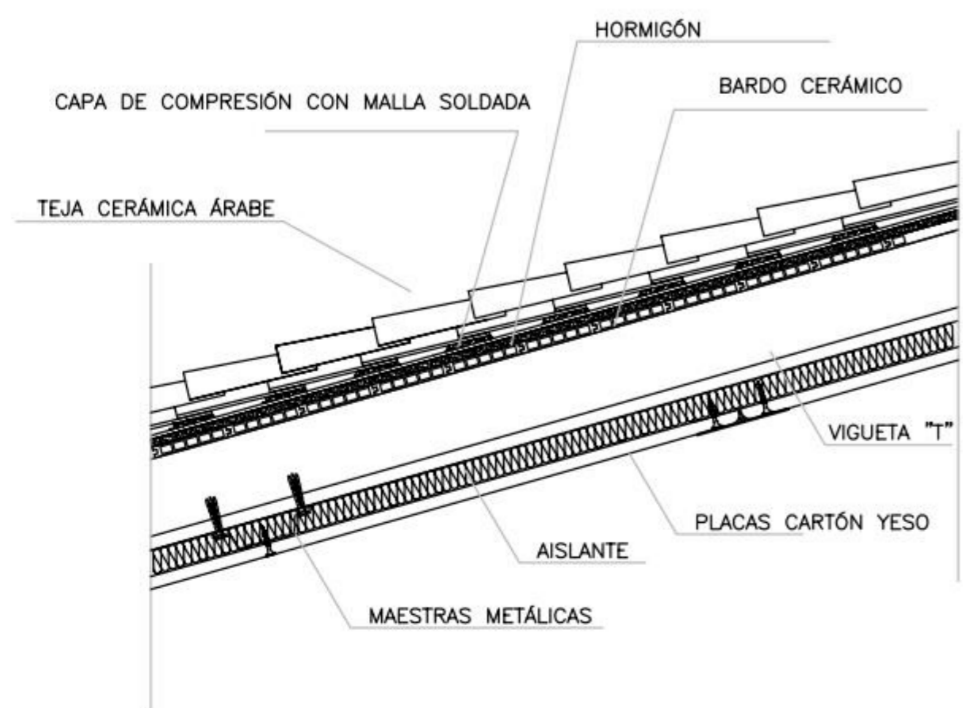 HORMIGÓN
BARDO CERÁMICO
CAPA DE COMPRESIÓN CON MALLA SOLDADA
TEJA CERÁMICA ÁRABE
VIGUETA "T"
PLACAS CARTÓN YESO
AISLANTE
MAESTRAS METÁLICAS